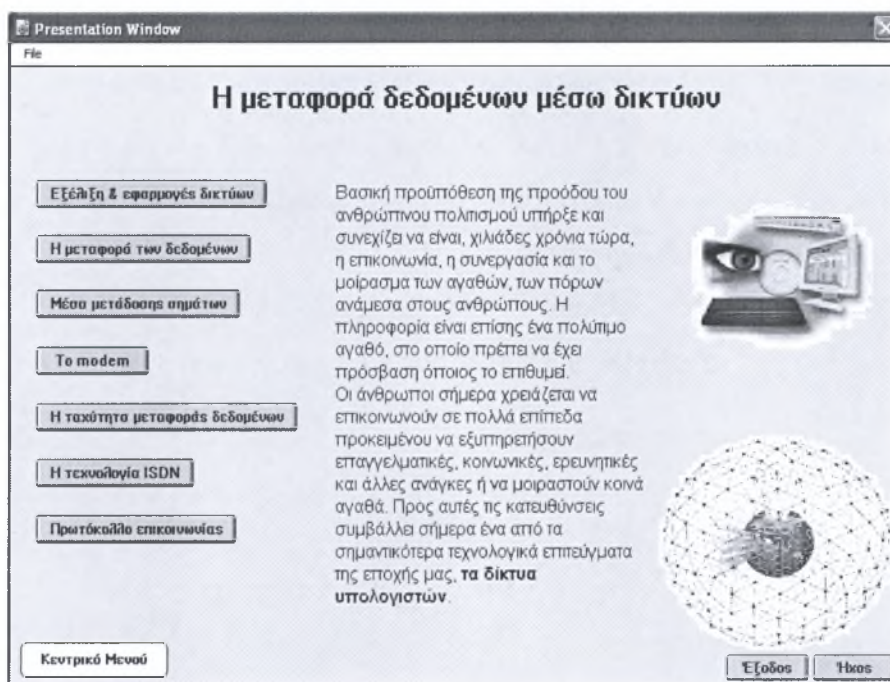 Presentation Window
File
Η μεταφορά δεδομένων μέσω δικτύων
Εξέλιξη & εφαρμογές δικτύων
Η μεταφορά των δεδομένων
Μέσα μετάδοσης σημάτων
Το modem
Η ταχύτητα μεταφοράς δεδομένων
Η τεχνολογία ISDN
Πρωτόκολλο επικοινωνίας
Βασική προϋπόθεση της προόδου του
ανθρώπινου πολιτισμού υπήρξε και
συνεχίζει να είναι, χιλιάδες χρόνια τώρα,
η επικοινωνία, η συνεργασία και το
μοίρασμα των αγαθών, των πόρων
ανάμεσα στους ανθρώπους. Η
πληροφορία είναι επίσης ένα πολύτιμο
αγαθό, στο οποίο πρέπει να έχει
πρόσβαση όποιος το επιθυμεί.
Οι άνθρωποι σήμερα χρειάζεται να
επικοινωνούν σε πολλά επίπεδα
προκειμένου να εξυπηρετήσουν
επαγγελματικές, κοινωνικές, ερευνητικές
και άλλες ανάγκες ή να μοιραστούν κοινά
αγαθά. Προς αυτές τις κατευθύνσεις
συμβάλλει σήμερα ένα από τα
σημαντικότερα τεχνολογικά επιτεύγματα
της εποχής μας, τα δίκτυα
υπολογιστών.
Κεντρικό Μενού
Έξοδος
Ήχος